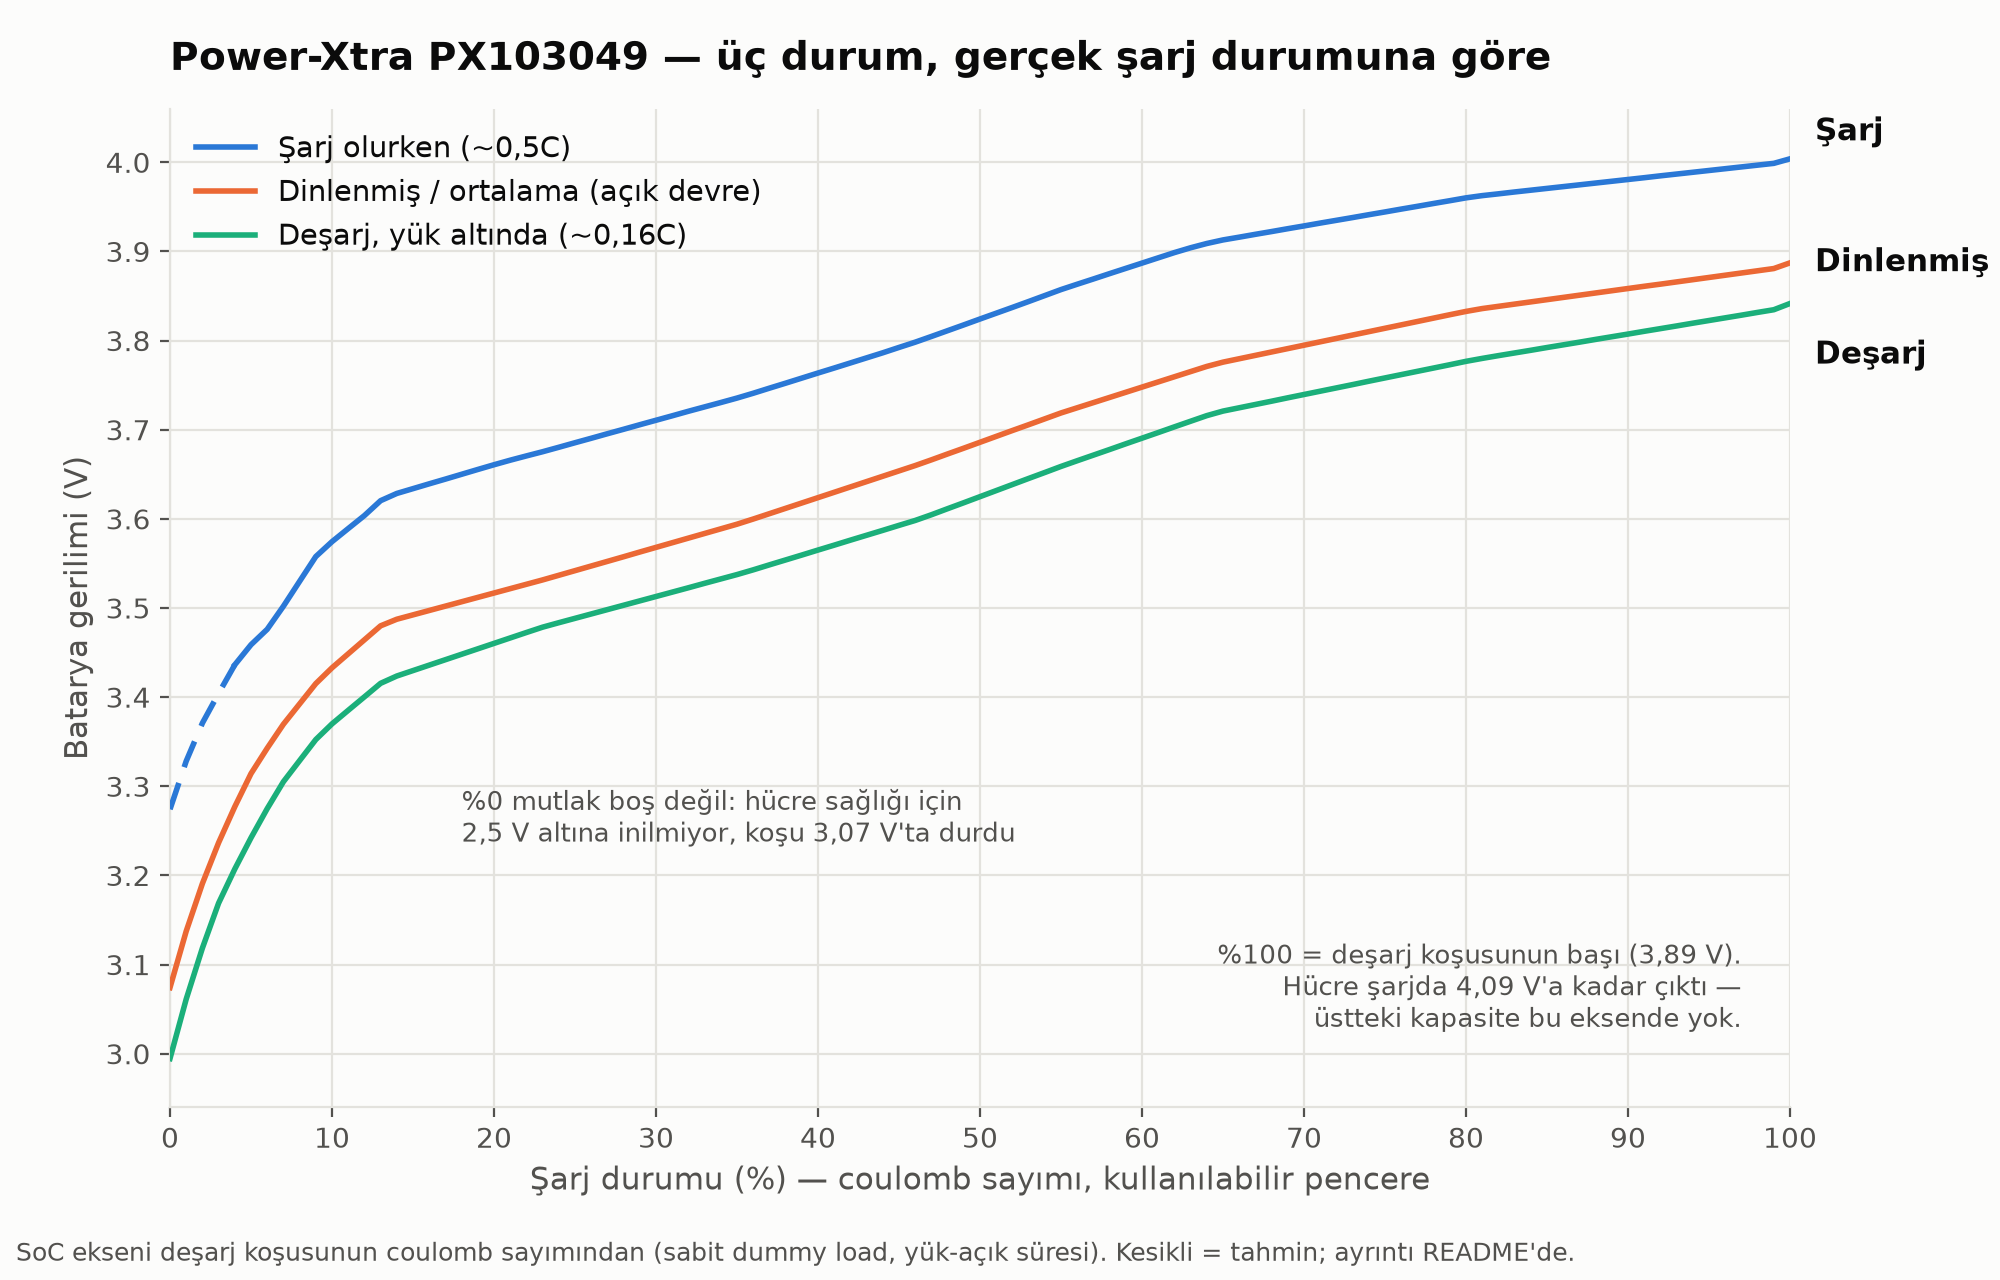 Power-Xtra PX103049 — üç durum, gerçek şarj durumuna göre
Şarj olurken (~0,5C)
Dinlenmiş / ortalama (açık devre)
Deşarj, yük altında (~0,16C)
Şarj
Dinlenmiş
Deşarj
Batarya gerilimi (V)
4.0
3.9
3.8
3.7
3.6
3.5
3.4
3.3
3.2
3.1
3.0
%0 mutlak boş değil: hücre sağlığı için
2,5 V altına inilmiyor, koşu 3,07 V'ta durdu
%100 = deşarj koşusunun başı (3,89 V).
Hücre şarjda 4,09 V'a kadar çıktı —
üstteki kapasite bu eksende yok.
0 10 20 30 40 50 60 70 80 90 100
Şarj durumu (%) — coulomb sayımı, kullanılabilir pencere
SoC ekseni deşarj koşusunun coulomb sayımından (sabit dummy load, yük-açık süresi). Kesikli = tahmin; ayrıntı README'de.